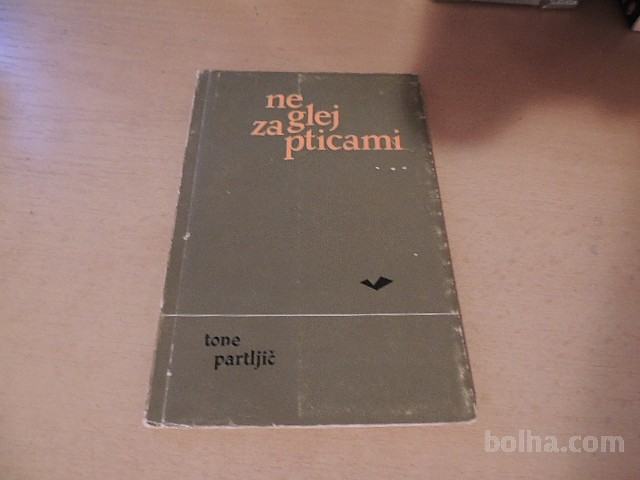 ne
glej
za
pticami
tone
partljič
bolha.com